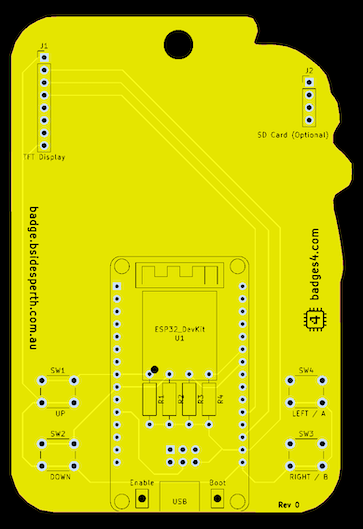 J1
J2
SD Card (Optional)
TFT Display
badge.bsidesperth.com.au
badges4.com
4
ESP32_DevKit
U1
SW1
SW4
R1
R2
R3
R4
UP
LEFT / A
SW2
SW3
DOWN
RIGHT / B
Enable
Boot
USB
Rev 0